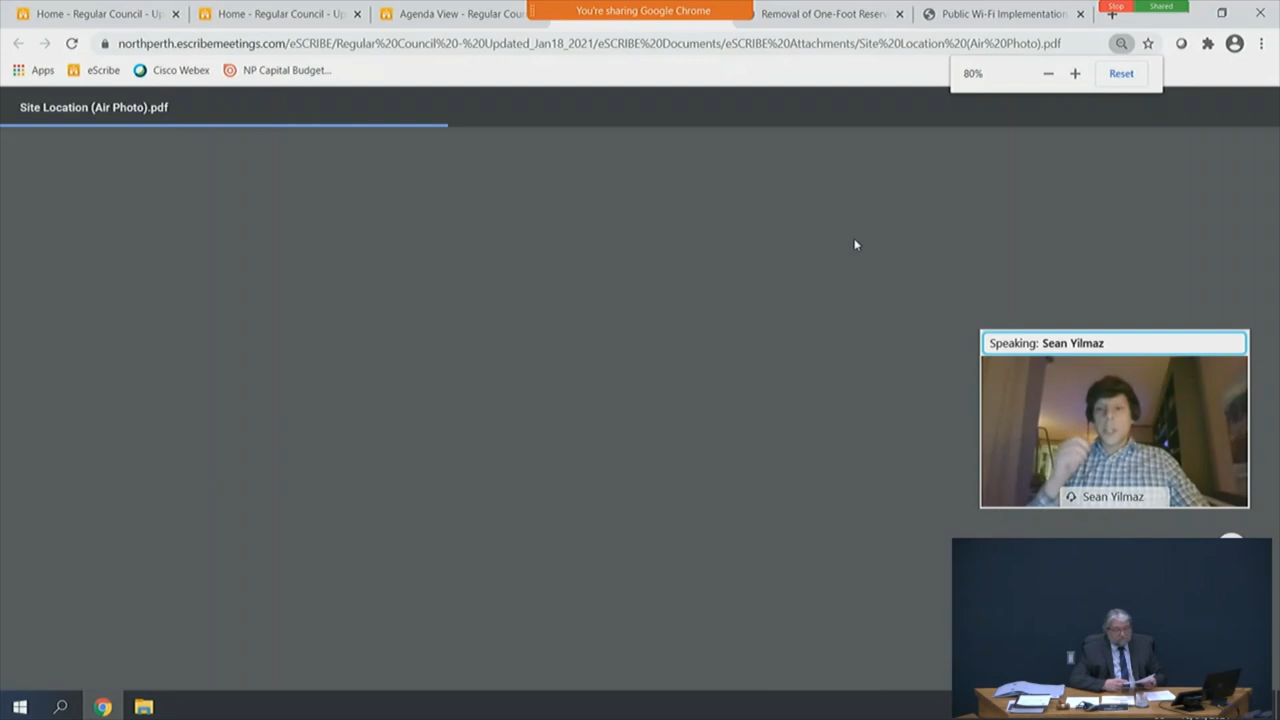 Home - Regular Council - Up
Home - Regular Council - Up
Agenda View - Regular Cou
You're sharing Google Chrome
Removal of One-Foot Reser
Public Wi-Fi Implementation
Stop
Shared
northperth.escribemeetings.com/eSCRIBE/Regular%20Council%20-%20Updated_Jan18_2021/eSCRIBE%20Documents/eSCRIBE%20Attachments/Site%20Location%20(Air%20Photo).pdf
Apps
eScribe
Cisco Webex
NP Capital Budget...
80%
Reset
Site Location (Air Photo).pdf
Speaking: Sean Yilmaz
Sean Yilmaz